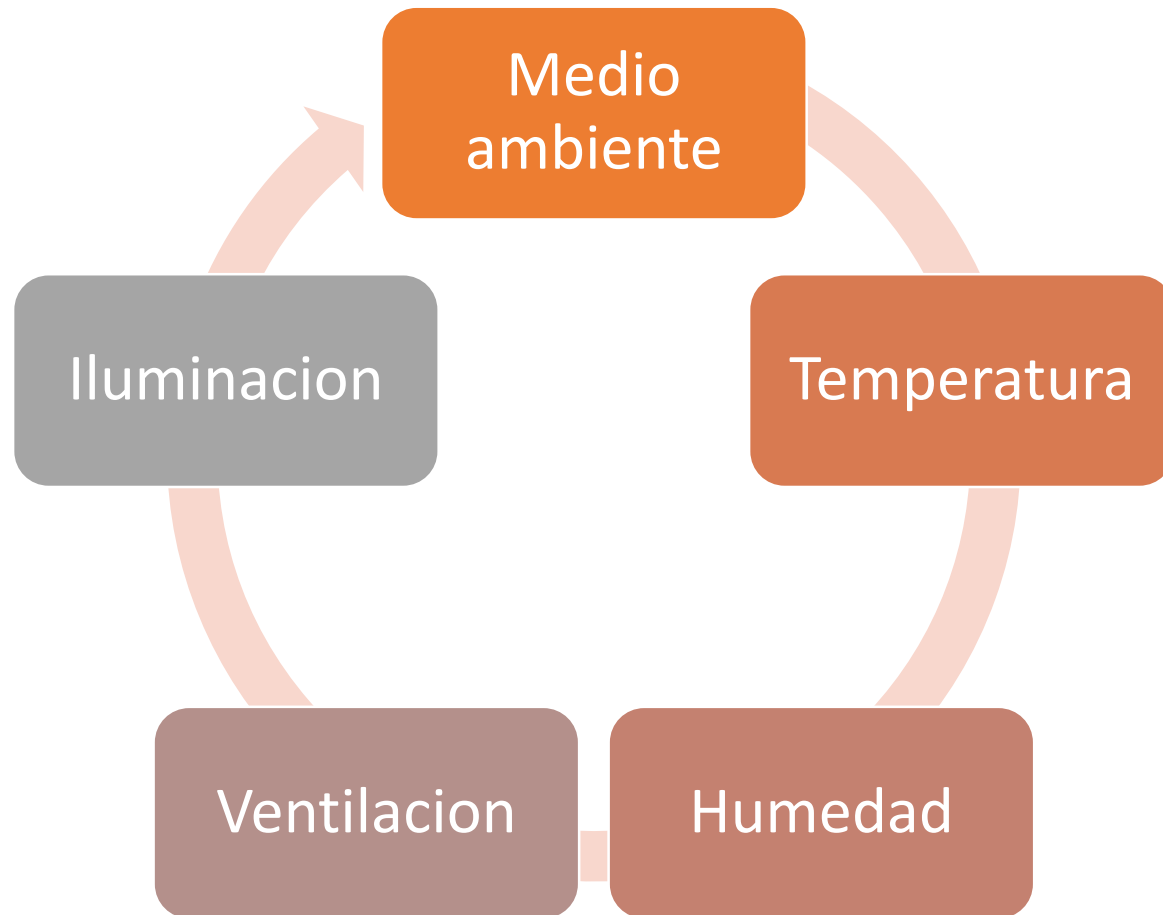 Medio
ambiente
Temperatura
Humedad
Ventilacion
Iluminacion